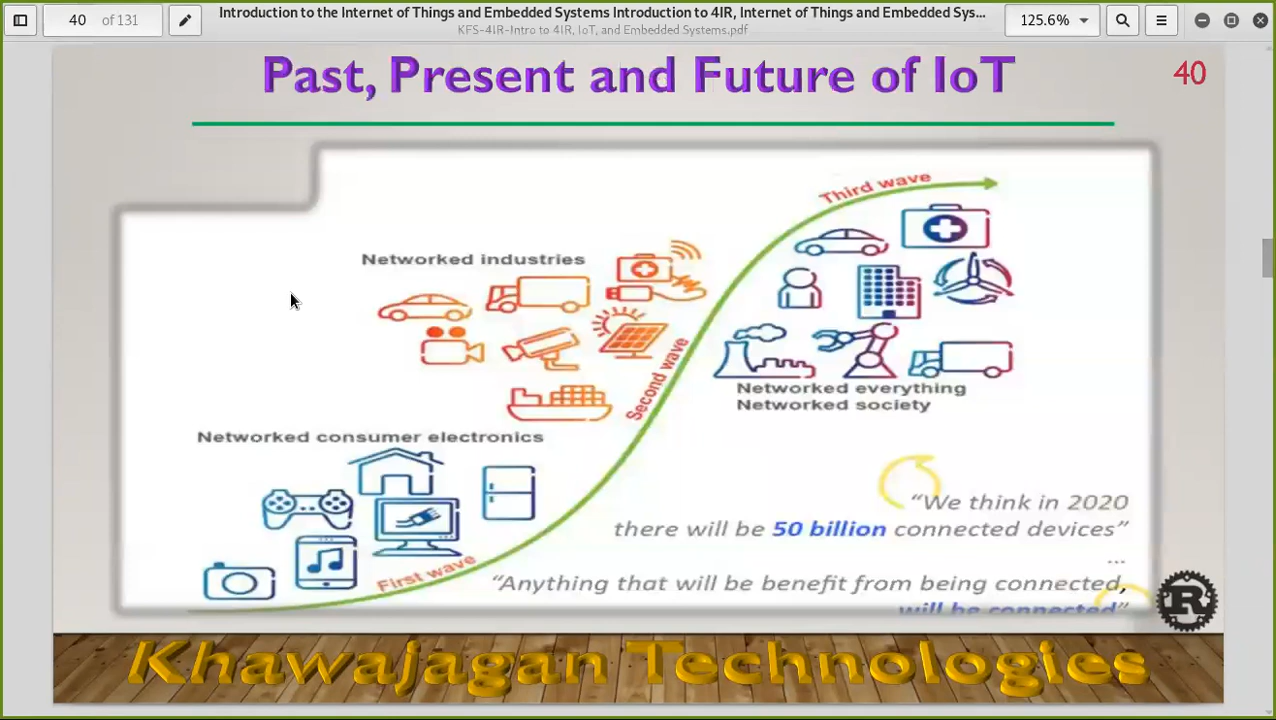 40 of 131
Introduction to the Internet of Things and Embedded Systems Introduction to 4IR, Internet of Things and Embedded Sys...
KFS-4IR-Intro to 4IR, IoT, and Embedded Systems.pdf
125.6%
Past, Present and Future of IoT
40
Third wave
Networked industries
Second wave
Networked everything
Networked society
Networked consumer electronics
First wave
“We think in 2020
there will be 50 billion connected devices”
...
“Anything that will be benefit from being connected,
will be connected”
R
Khawajagan Technologies